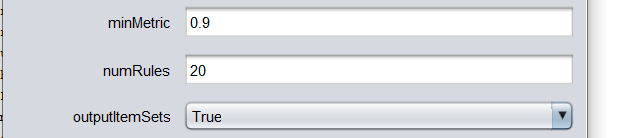 minMetric 0.9
numRules 20
outputItemSets True